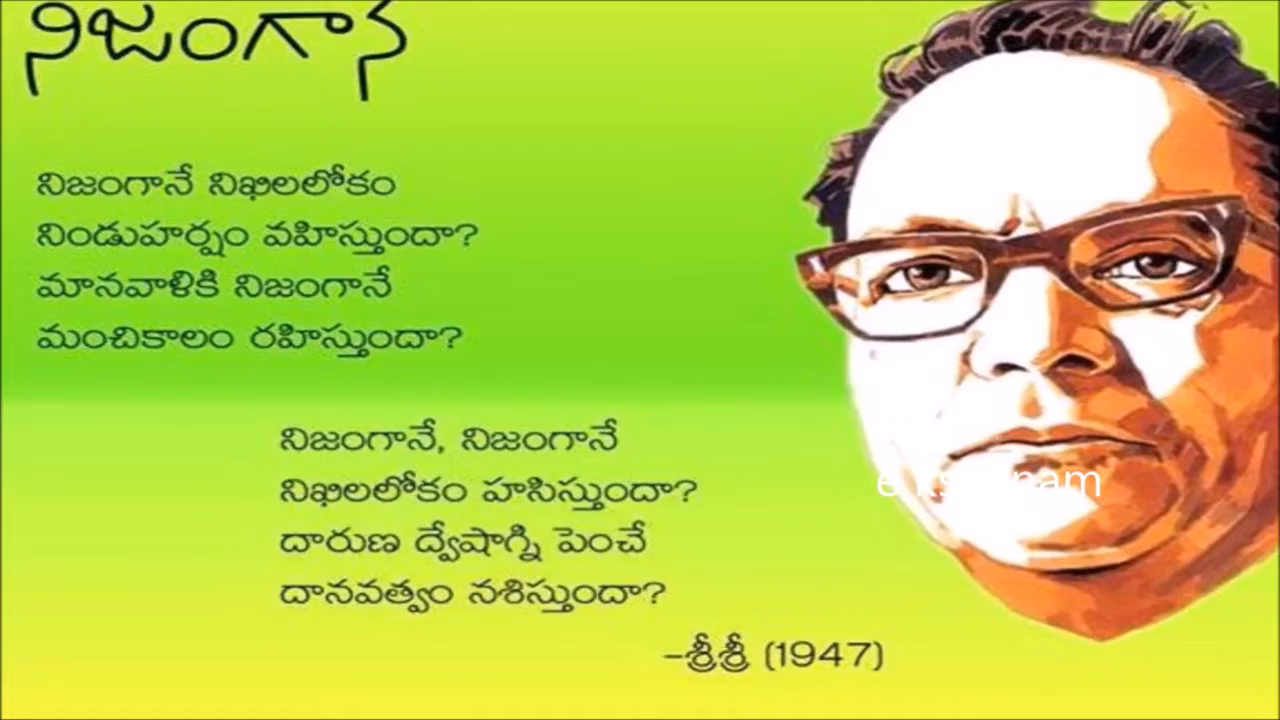 నిజంగానే
నిజంగానే నిఖిలలోకం
నిండుహర్షం వహిస్తుందా?
మానవాళికి నిజంగానే
మంచికాలం రహిస్తుందా?
నిజంగానే, నిజంగానే
నిఖిలలోకం హసిస్తుందా?
దారుణ ద్వేషాగ్ని పెంచే
దానవత్వం నశిస్తుందా?
-శ్రీశ్రీ (1947)